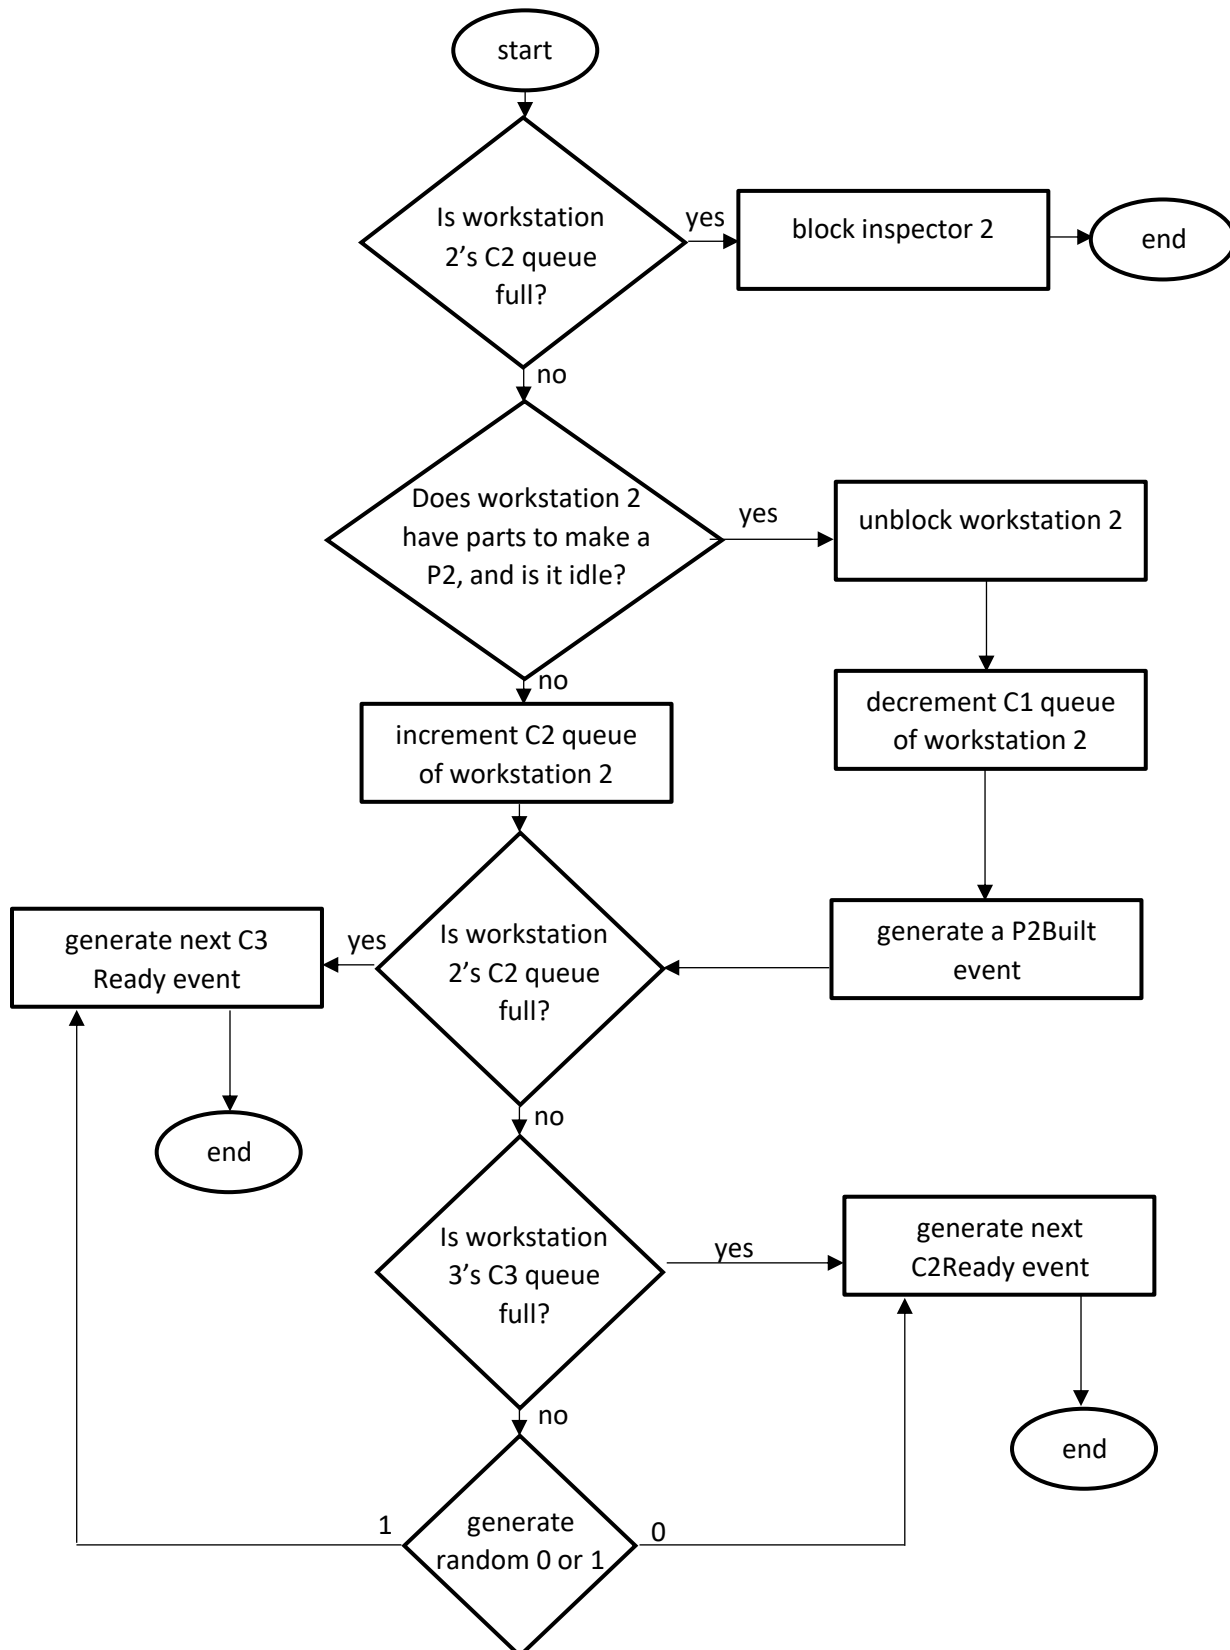 start
Is workstation
2’s C2 queue
full?
yes
block inspector 2
end
no
Does workstation 2
have parts to make a
P2, and is it idle?
yes
unblock workstation 2
no
increment C2 queue
of workstation 2
decrement C1 queue
of workstation 2
generate next C3
Ready event
yes
Is workstation
2’s C2 queue
full?
generate a P2Built
event
end
no
Is workstation
3’s C3 queue
full?
yes
generate next
C2Ready event
end
no
1
generate
random 0 or 1
0